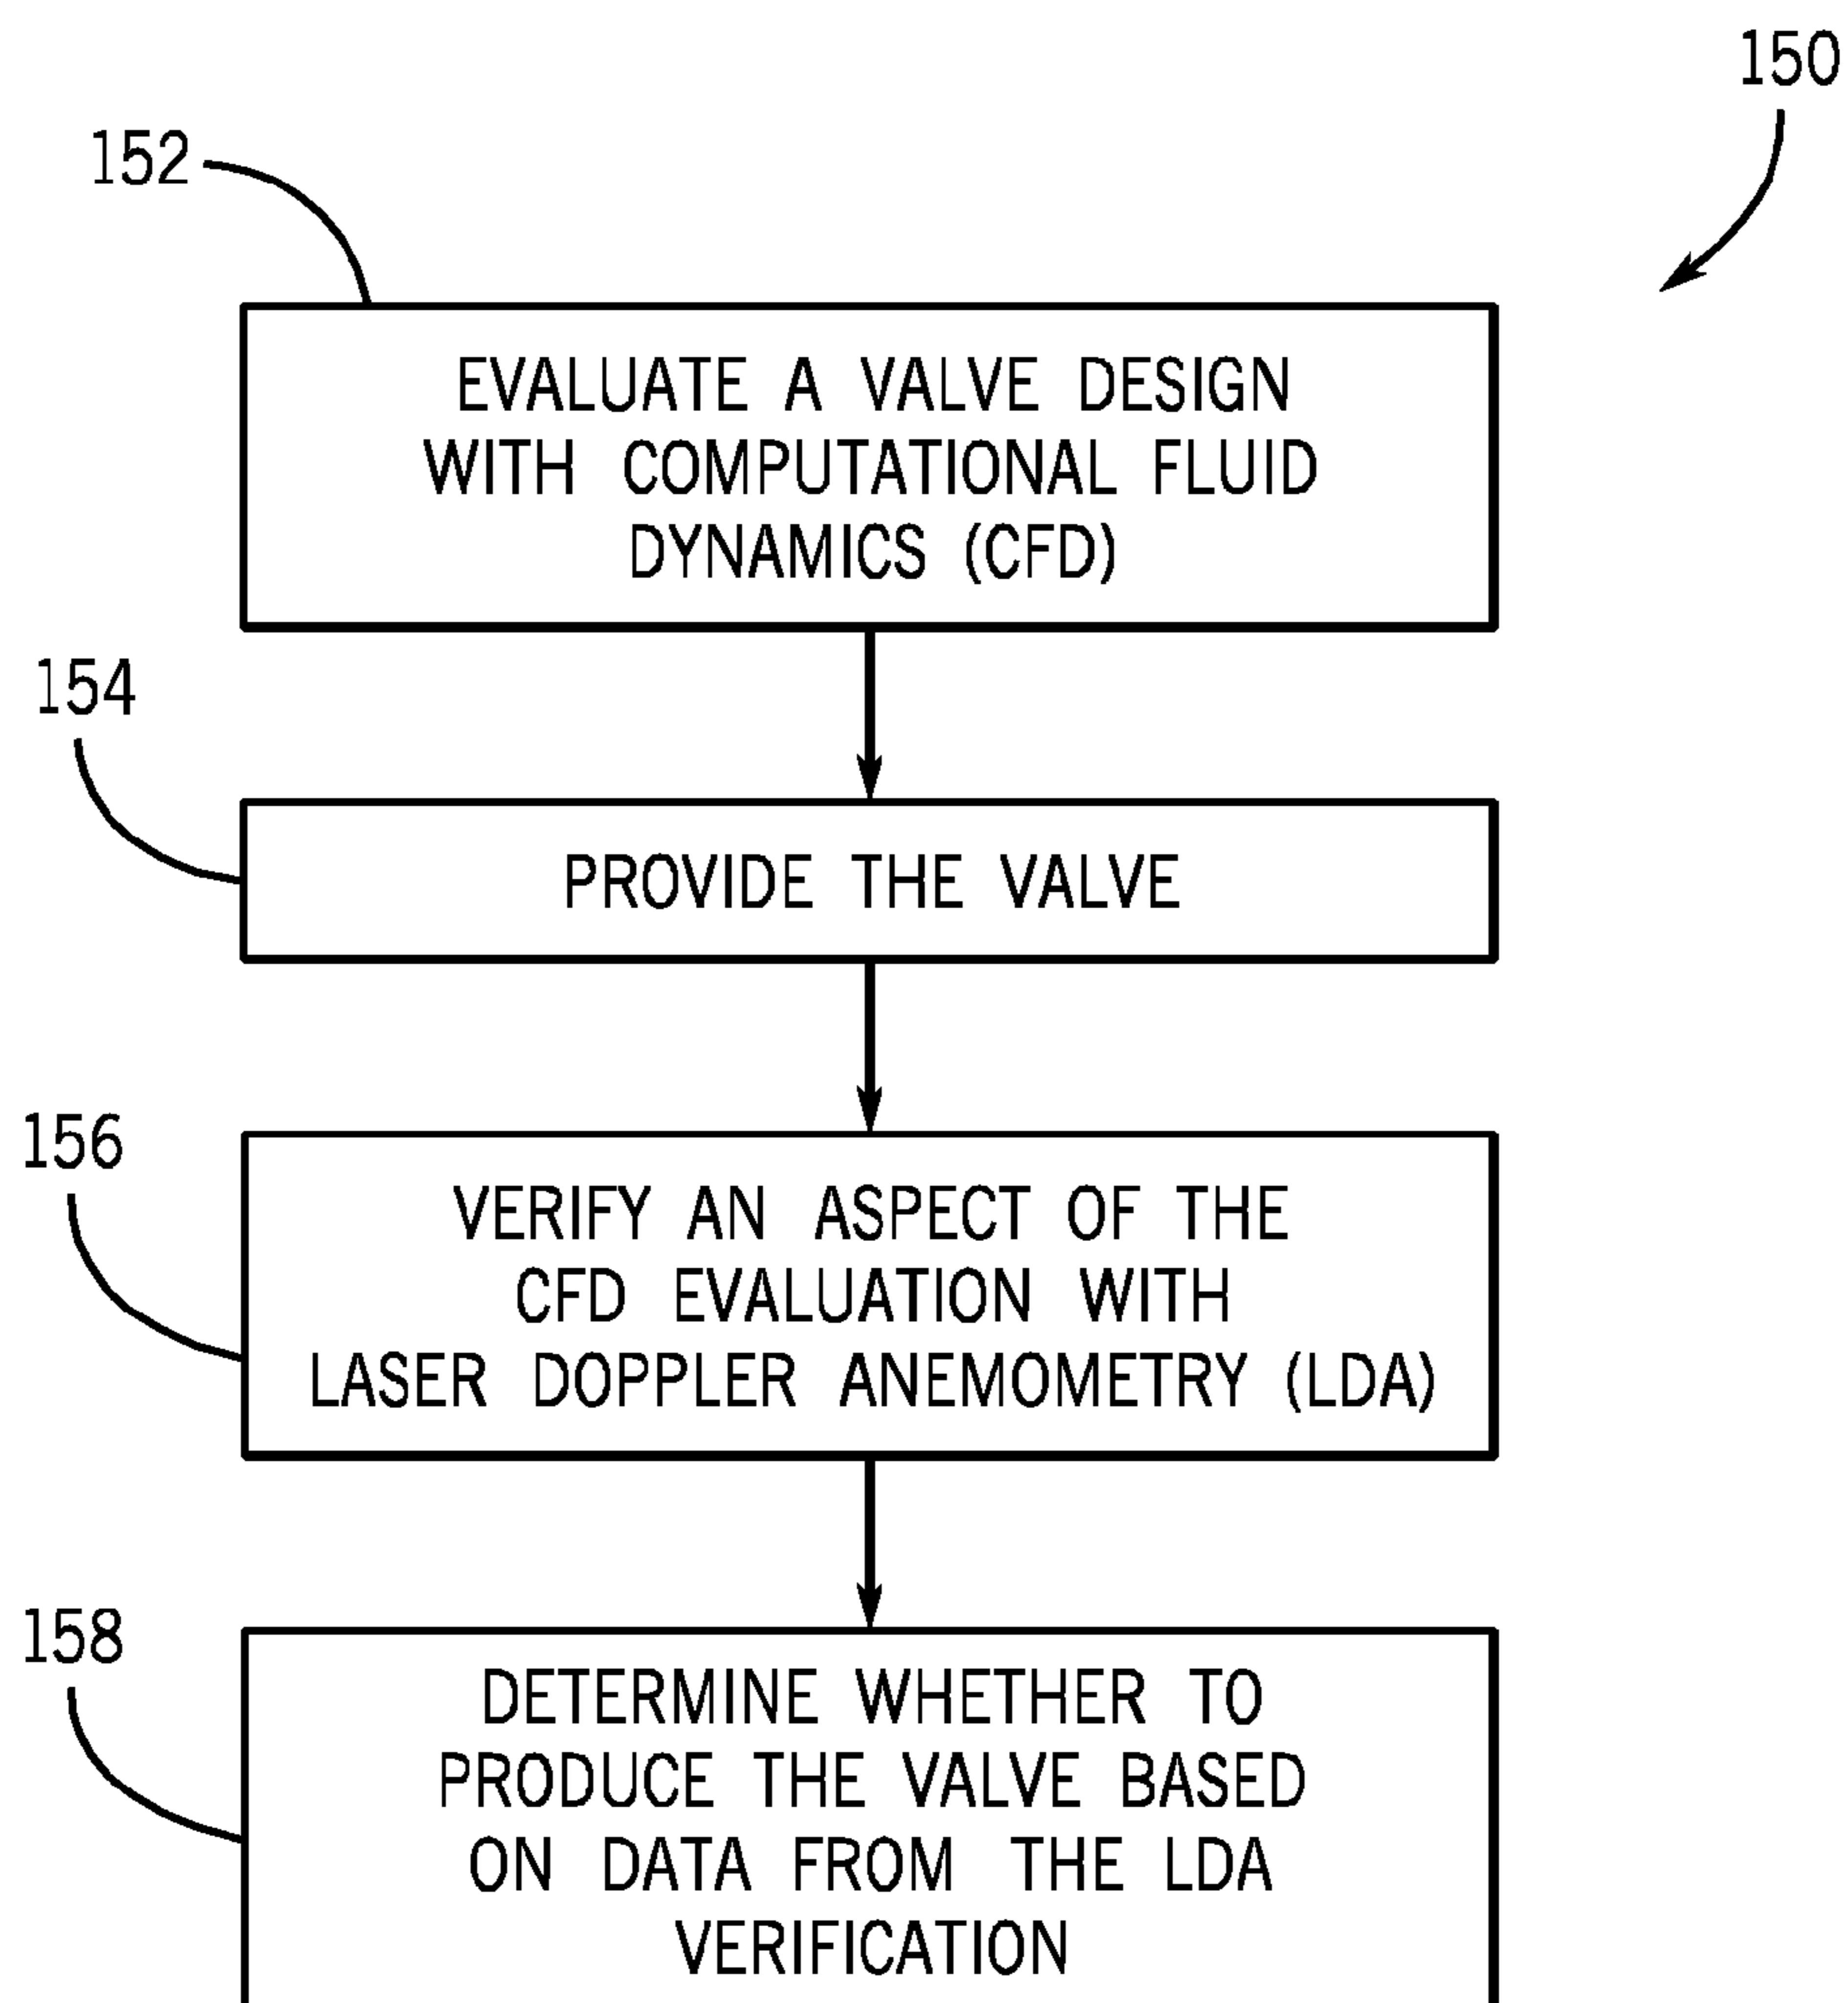 150
152
EVALUATE A VALVE DESIGN
WITH COMPUTATIONAL FLUID
DYNAMICS (CFD)
154
PROVIDE THE VALVE
156
VERIFY AN ASPECT OF THE
CFD EVALUATION WITH
LASER DOPPLER ANEMOMETRY (LDA)
158
DETERMINE WHETHER TO
PRODUCE THE VALVE BASED
ON DATA FROM THE LDA
VERIFICATION